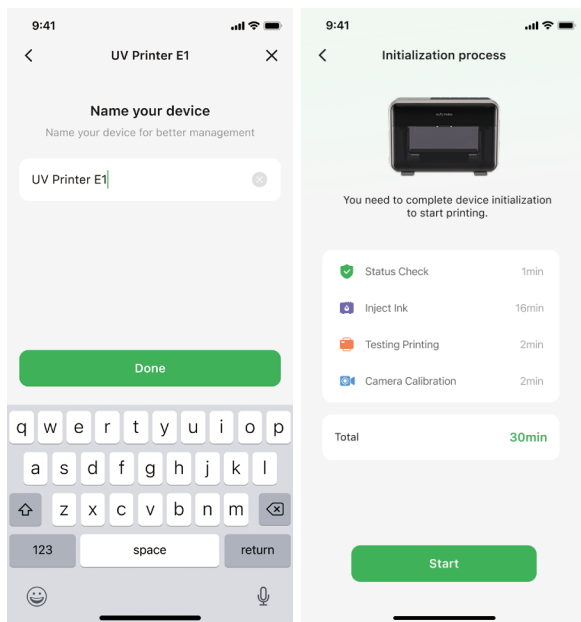 9:41
UV Printer E1
Name your device
Name your device for better management
UV Printer E1
Done
q w e r t y u i o p
a s d f g h j k l
z x c v b n m
123 space return
9:41
Initialization process
You need to complete device initialization
to start printing.
Status Check 1min
Inject Ink 16min
Testing Printing 2min
Camera Calibration 2min
Total 30min
Start